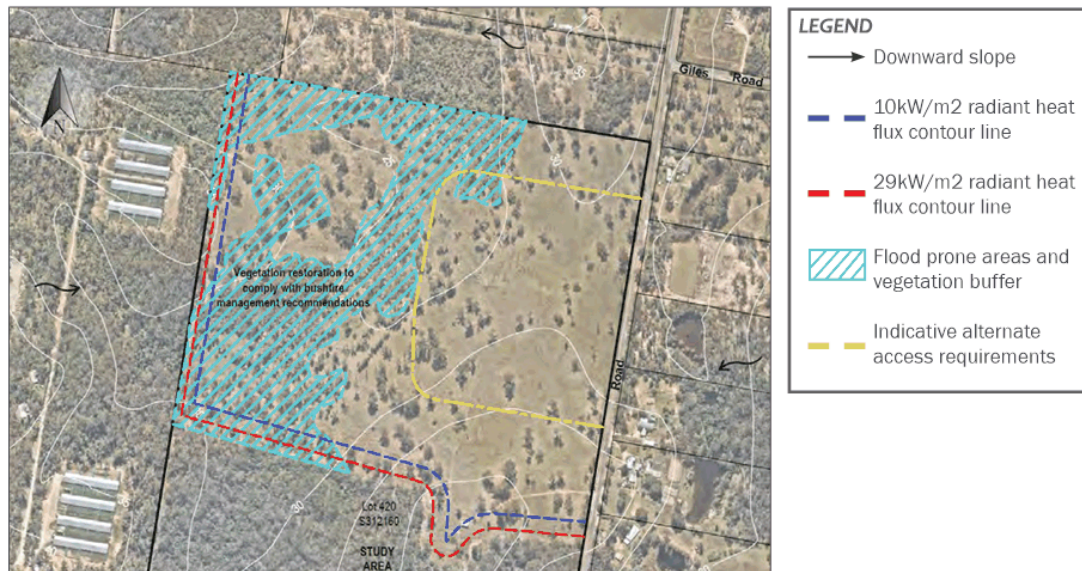 Giles Road
N
Vegetation restoration to
comply with bushfire
management recommendations
Road
30
Lot 420
S312160
STUDY
AREA
LEGEND
Downward slope
10kW/m2 radiant heat
flux contour line
29kW/m2 radiant heat
flux contour line
Flood prone areas and
vegetation buffer
Indicative alternate
access requirements